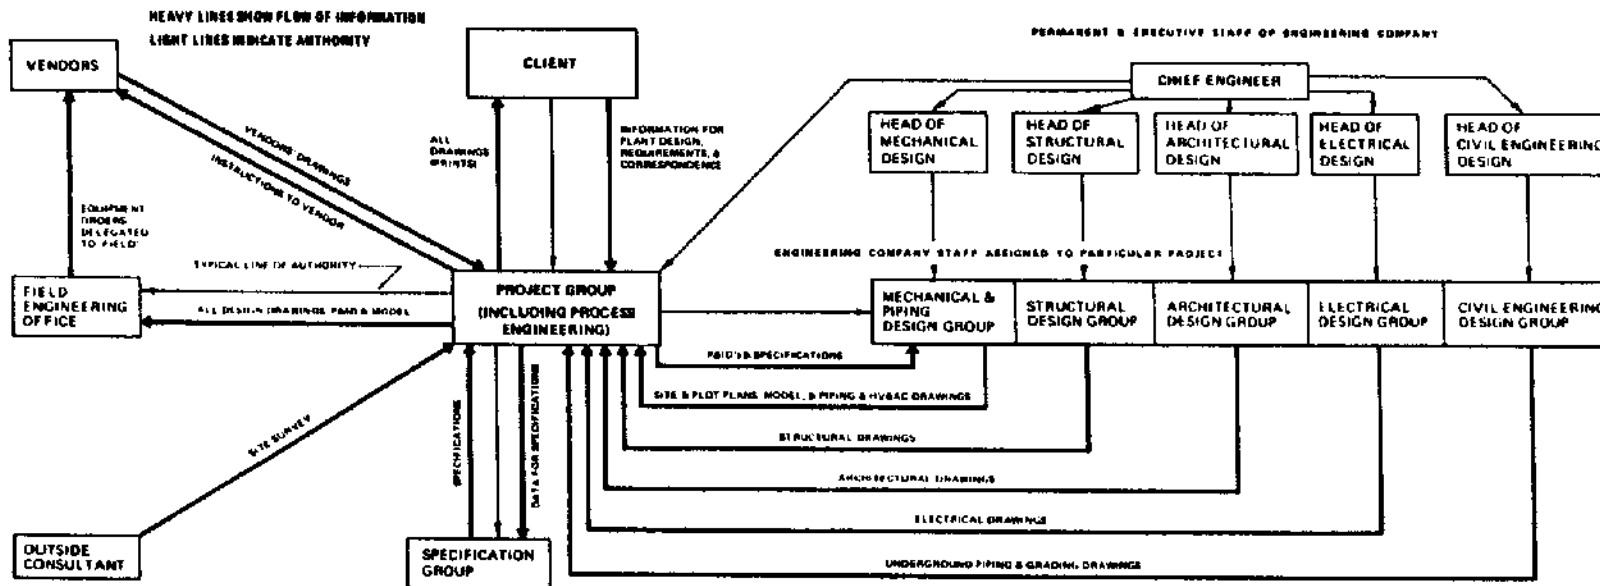 HEAVY LINES SHOW FLOW OF INFORMATION
LIGHT LINES INDICATE AUTHORITY
PERMANENT & EXECUTIVE STAFF OF ENGINEERING COMPANY
VENDORS
CLIENT
CHIEF ENGINEER
HEAD OF
MECHANICAL
DESIGN
HEAD OF
STRUCTURAL
DESIGN
HEAD OF
ARCHITECTURAL
DESIGN
HEAD OF
ELECTRICAL
DESIGN
HEAD OF
CIVIL ENGINEERING
DESIGN
VENDORS' DRAWINGS
INSTRUCTIONS TO VENDOR
ALL
DRAWINGS
(PRINTS)
INFORMATION FOR
PLANT DESIGN,
REQUIREMENTS, &
CORRESPONDENCE
EQUIPMENT
ORDERS
DELEGATED
TO 'FIELD'
TYPICAL LINE OF AUTHORITY
ENGINEERING COMPANY STAFF ASSIGNED TO PARTICULAR PROJECT
FIELD
ENGINEERING
OFFICE
ALL DESIGN DRAWINGS, P&ID & MODEL
PROJECT GROUP
(INCLUDING PROCESS
ENGINEERING)
MECHANICAL &
PIPING
DESIGN GROUP
STRUCTURAL
DESIGN GROUP
ARCHITECTURAL
DESIGN GROUP
ELECTRICAL
DESIGN GROUP
CIVIL ENGINEERING
DESIGN GROUP
P&ID'S & SPECIFICATIONS
SITE & PLOT PLANS, MODEL, & PIPING & HV&AC DRAWINGS
STRUCTURAL DRAWINGS
ARCHITECTURAL DRAWINGS
ELECTRICAL DRAWINGS
UNDERGROUND PIPING & GRADING DRAWINGS
SITE SURVEY
SPECIFICATIONS
DATA FOR SPECIFICATIONS
OUTSIDE
CONSULTANT
SPECIFICATION
GROUP